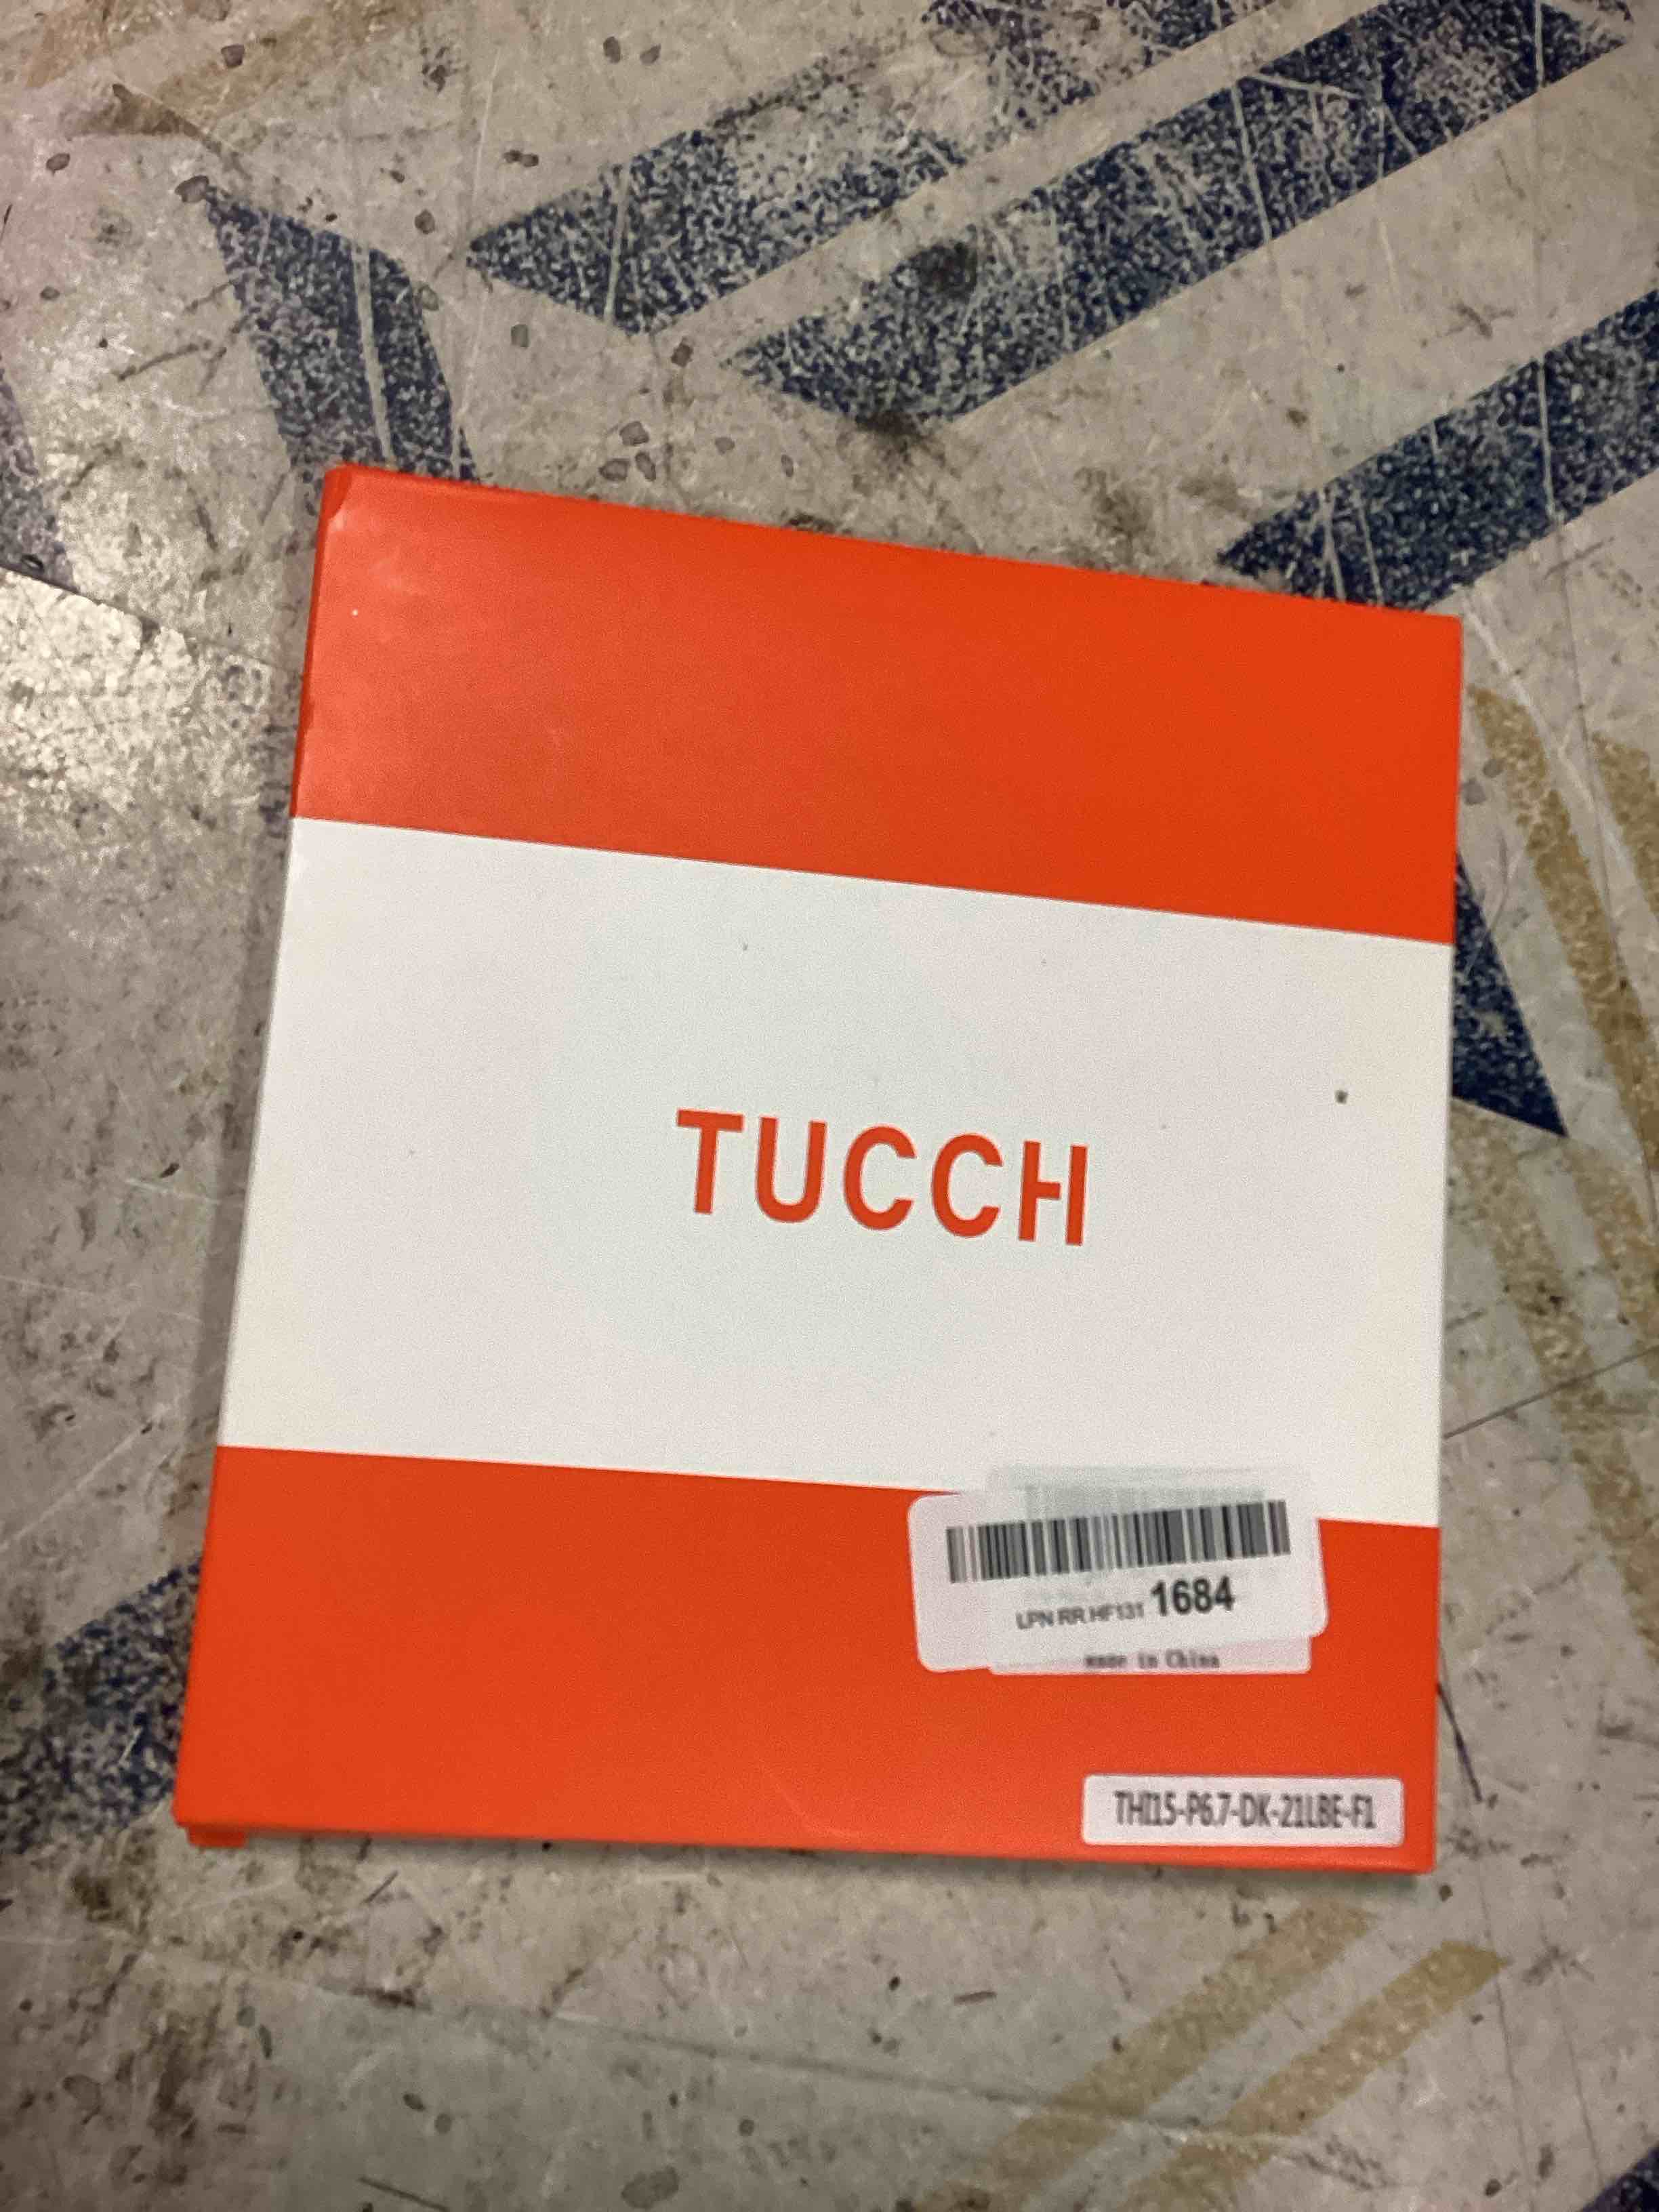 TUCCH
LPN RR HF131 1684
made in China
THI15-P6.7-DK-21LBE-F1